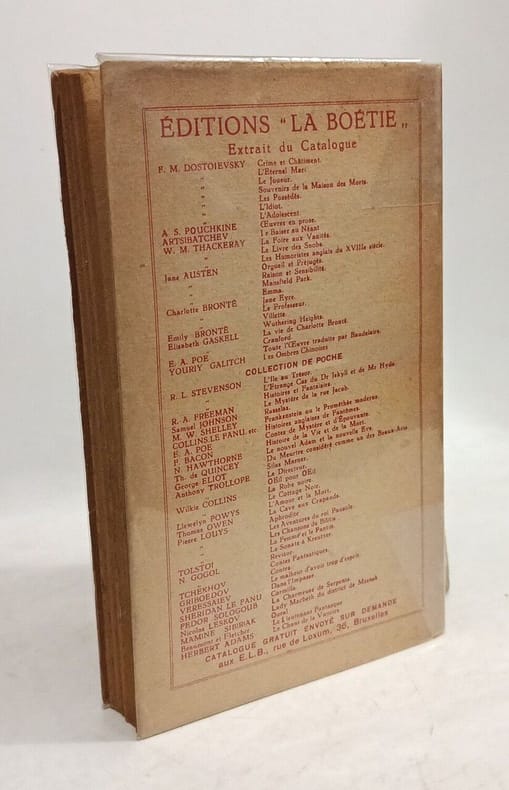 ÉDITIONS "LA BOÉTIE"
Extrait du Catalogue
F. M. DOSTOIEVSKY Crime et Châtiment.
" L'Eternel Mari
" Le Joueur.
" Souvenirs de la Maison des Morts.
" Les Possédés.
" L'Idiot.
" L'Adolescent
A. S. POUCHKINE Œuvres en prose.
ARTSIBATCHEV Le Baiser au Néant
W. M. THACKERAY La Foire aux Vanités.
" Le Livre des Snobs.
" Les Humoristes anglais du XVIIIe siècle.
Jane AUSTEN Orgueil et Préjugés.
" Raison et Sensibilité.
" Mansfield Park.
" Emma.
Charlotte BRONTË Jane Eyre.
" Le Professeur.
" Villette.
Emily BRONTË Wuthering Heights.
Elisabeth GASKELL La vie de Charlotte Brontë.
" Cranford.
E. A. POE Toute l'Œuvre traduite par Baudelaire.
YOURIY GALITCH Les Ombres Chinoises
COLLECTION DE POCHE
R. L. STEVENSON L'Ile au Trésor.
" L'Etrange Cas du Dr Jekyll et de Mr Hyde
" Histoires et Fantaisies.
R. A. FREEMAN Le Mystère de la rue Jacob.
Samuel JOHNSON Rasselas.
M. W. SHELLEY Frankenstein ou le Prométhée moderne.
COLLINS, LE FANU, etc. Histoires anglaises de Fantômes.
E. A. POE Contes de Mystère et d'Épouvante.
F. BACON Histoire de la Vie et de la Mort.
N. HAWTHORNE Le nouvel Adam et la nouvelle Eve.
Th. de QUINCEY Du Meurtre considéré comme un des Beaux-Arts
George ELIOT Silas Marner.
Anthony TROLLOPE Le Directeur.
" Œil pour Œil
Wilkie COLLINS La Robe noire.
" Le Cottage Noir.
Llewelyn POWYS L'Amour et la Mort.
Thomas OWEN La Cave aux Crapauds.
Pierre LOUYS Aphrodite
" Les Aventures du roi Pausole.
" Les Chansons de Bilitis.
" La Femme et le Pantin.
TOLSTOI La Sonate à Kreutzer.
N. GOGOL Revizor.
" Contes Fantastiques.
TCHEKHOV Contes.
GRIBOEDOV Le malheur d'avoir trop d'esprit.
VERESSAIEV Dans l'Impasse.
SHERIDAN LE FANU Carmilla.
FEDOR SOLOGOUB La Charmeuse de Serpents.
Nicolas LESKOV Lady Macbeth du district de Mzensk
MAMINE SIBIRIAK Oural
Beaumont et Fletcher Le Lieutenant Fantasque
HERBERT ADAMS Le Chant de la
CATALOGUE GRATUIT ENVOYÉ SUR DEMANDE
aux E.L.B., rue de Loxum, 36, Bruxelles